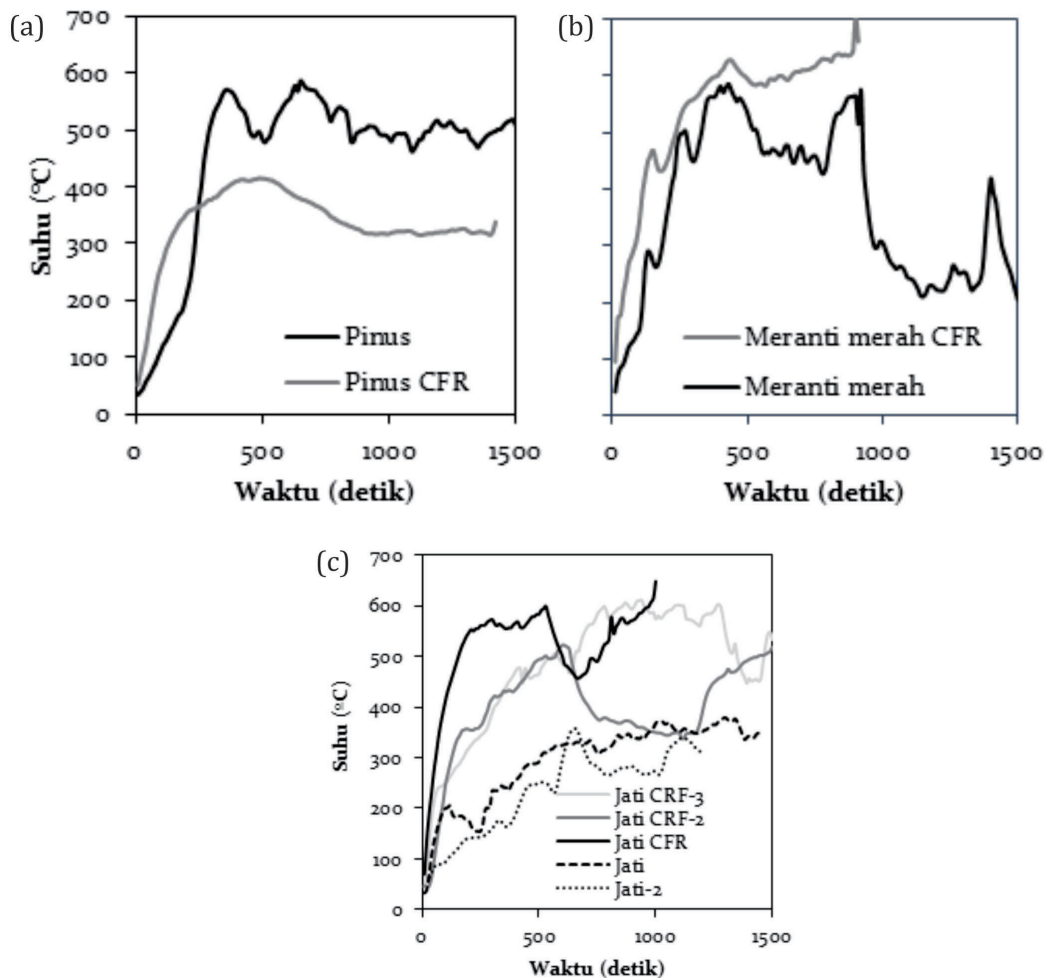 (a)
700
600
500
400
300
200
100
0
Suhu (°C)
Pinus
Pinus CFR
0 500 1000 1500
Waktu (detik)
(b)
Meranti merah CFR
Meranti merah
0 500 1000 1500
Waktu (detik)
(c)
700
600
500
400
300
200
100
0
Suhu (ºC)
Jati CRF-3
Jati CRF-2
Jati CFR
Jati
Jati-2
0 500 1000 1500
Waktu (detik)